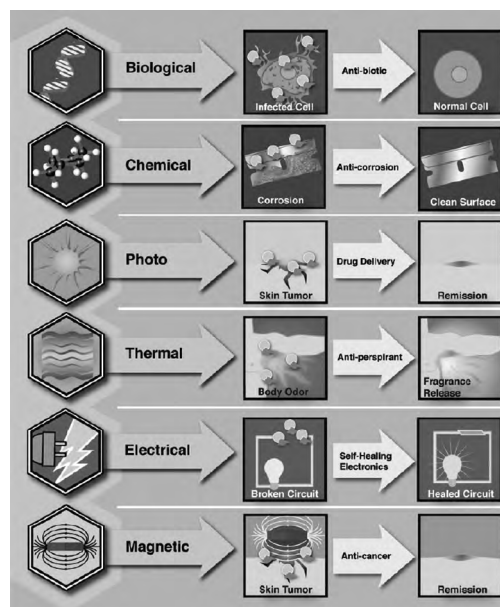 Biological
Infected Cell
Anti-biotic
Normal Cell
Chemical
Corrosion
Anti-corrosion
Clean Surface
Photo
Skin Tumor
Drug Delivery
Remission
Thermal
Body Odor
Anti-perspirant
Fragrance
Release
Electrical
Broken Circuit
Self-Healing
Electronics
Healed Circuit
Magnetic
Skin Tumor
Anti-cancer
Remission